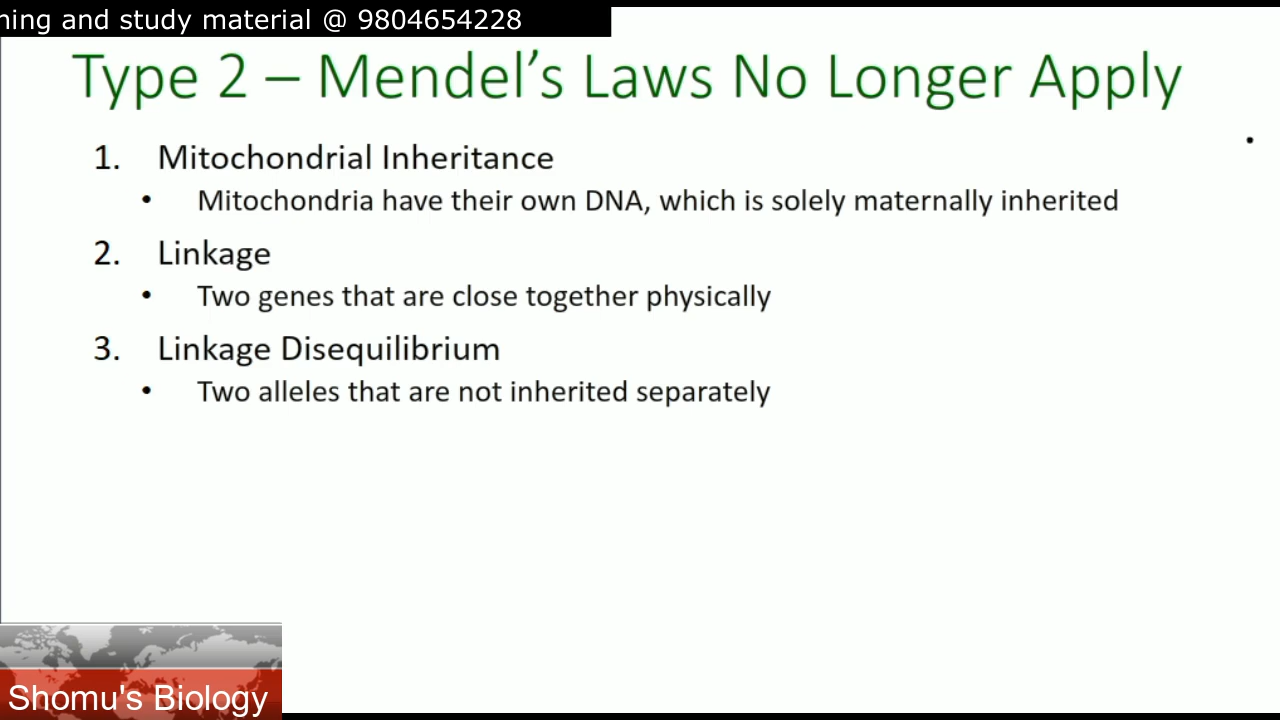 and study material @ 9804654228
Type 2 – Mendel's Laws No Longer Apply
1. Mitochondrial Inheritance
• Mitochondria have their own DNA, which is solely maternally inherited
2. Linkage
• Two genes that are close together physically
3. Linkage Disequilibrium
• Two alleles that are not inherited separately
Shomu's Biology